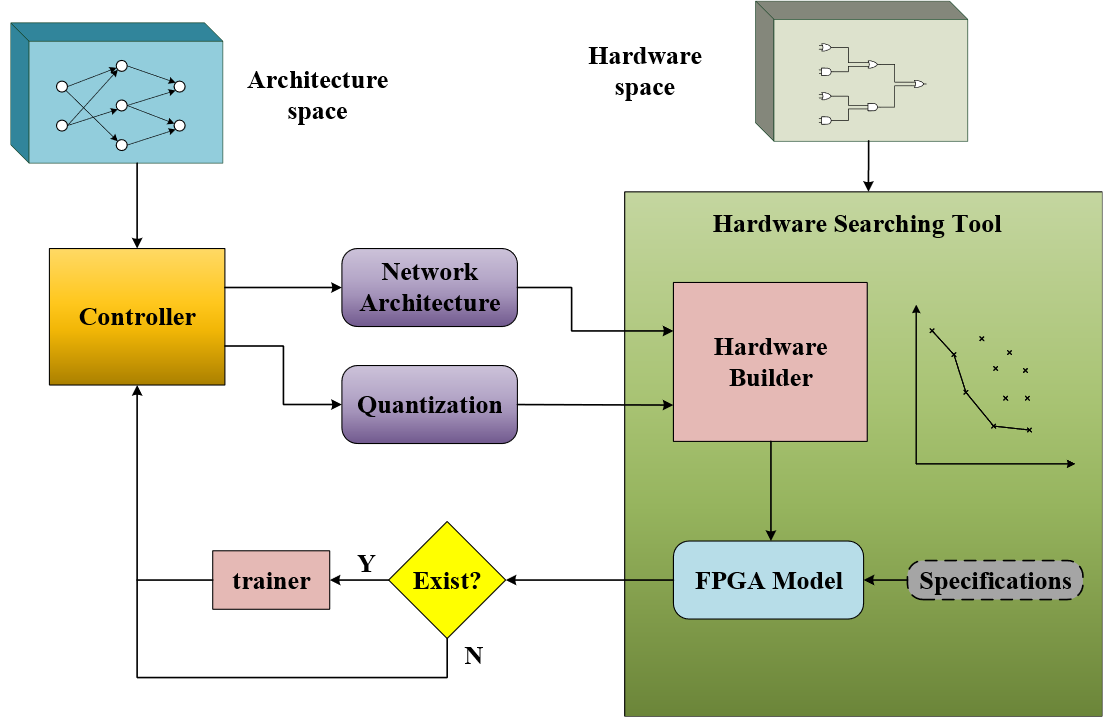 Architecture
space
Hardware
space
Hardware Searching Tool
Controller
Network
Architecture
Quantization
Hardware
Builder
trainer
Y
Exist?
N
FPGA Model
Specifications